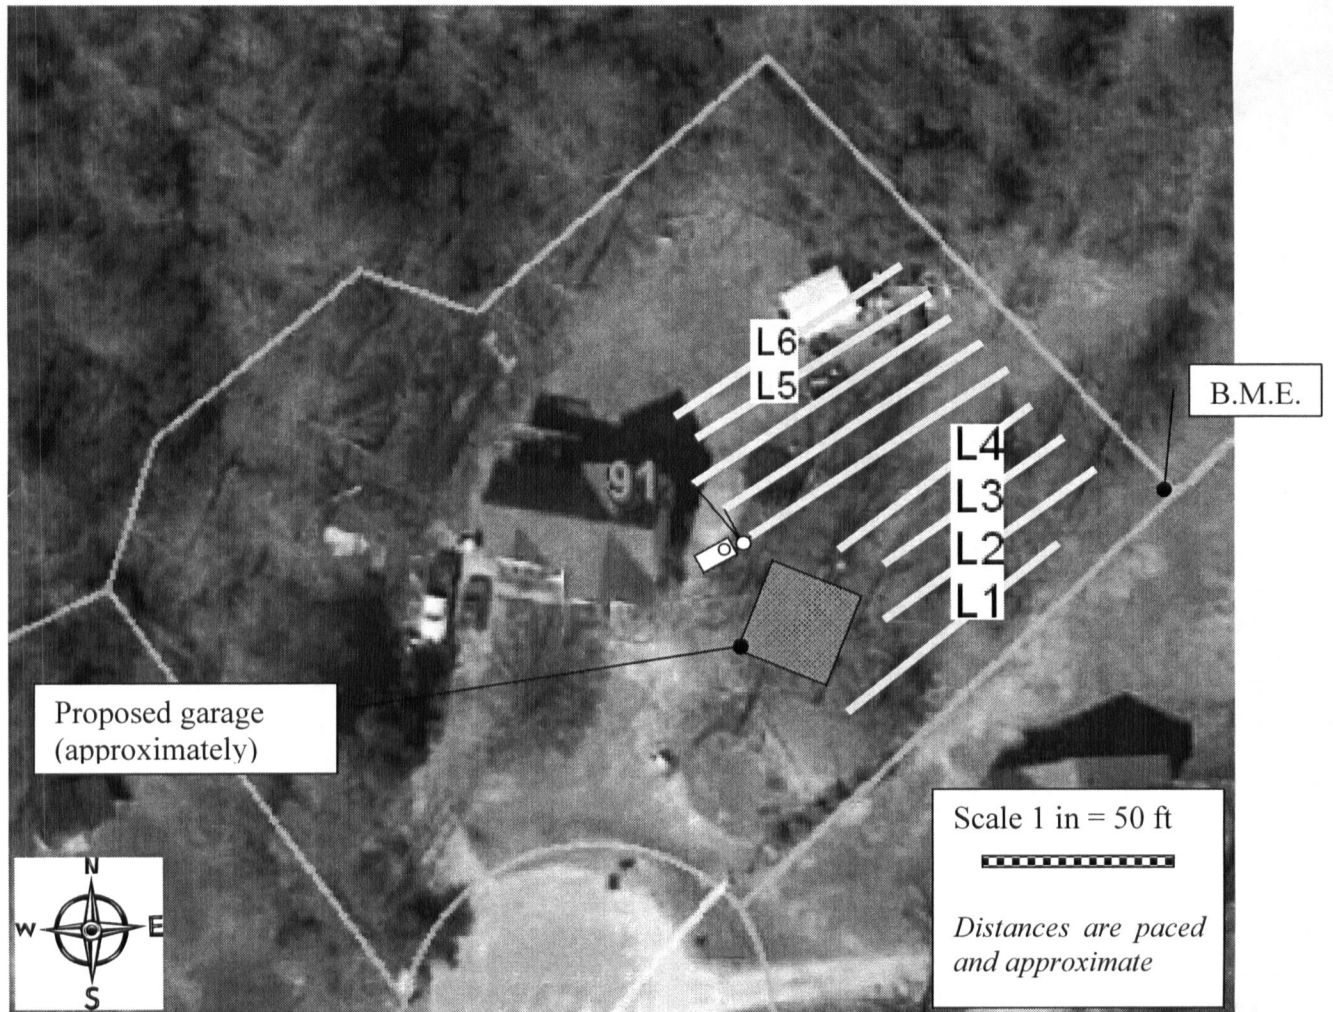 L6
L5
B.M.E.
L4
91
L3
L2
L1
Proposed garage
(approximately)
Scale 1 in = 50 ft
N
W E
S
Distances are paced
and approximate